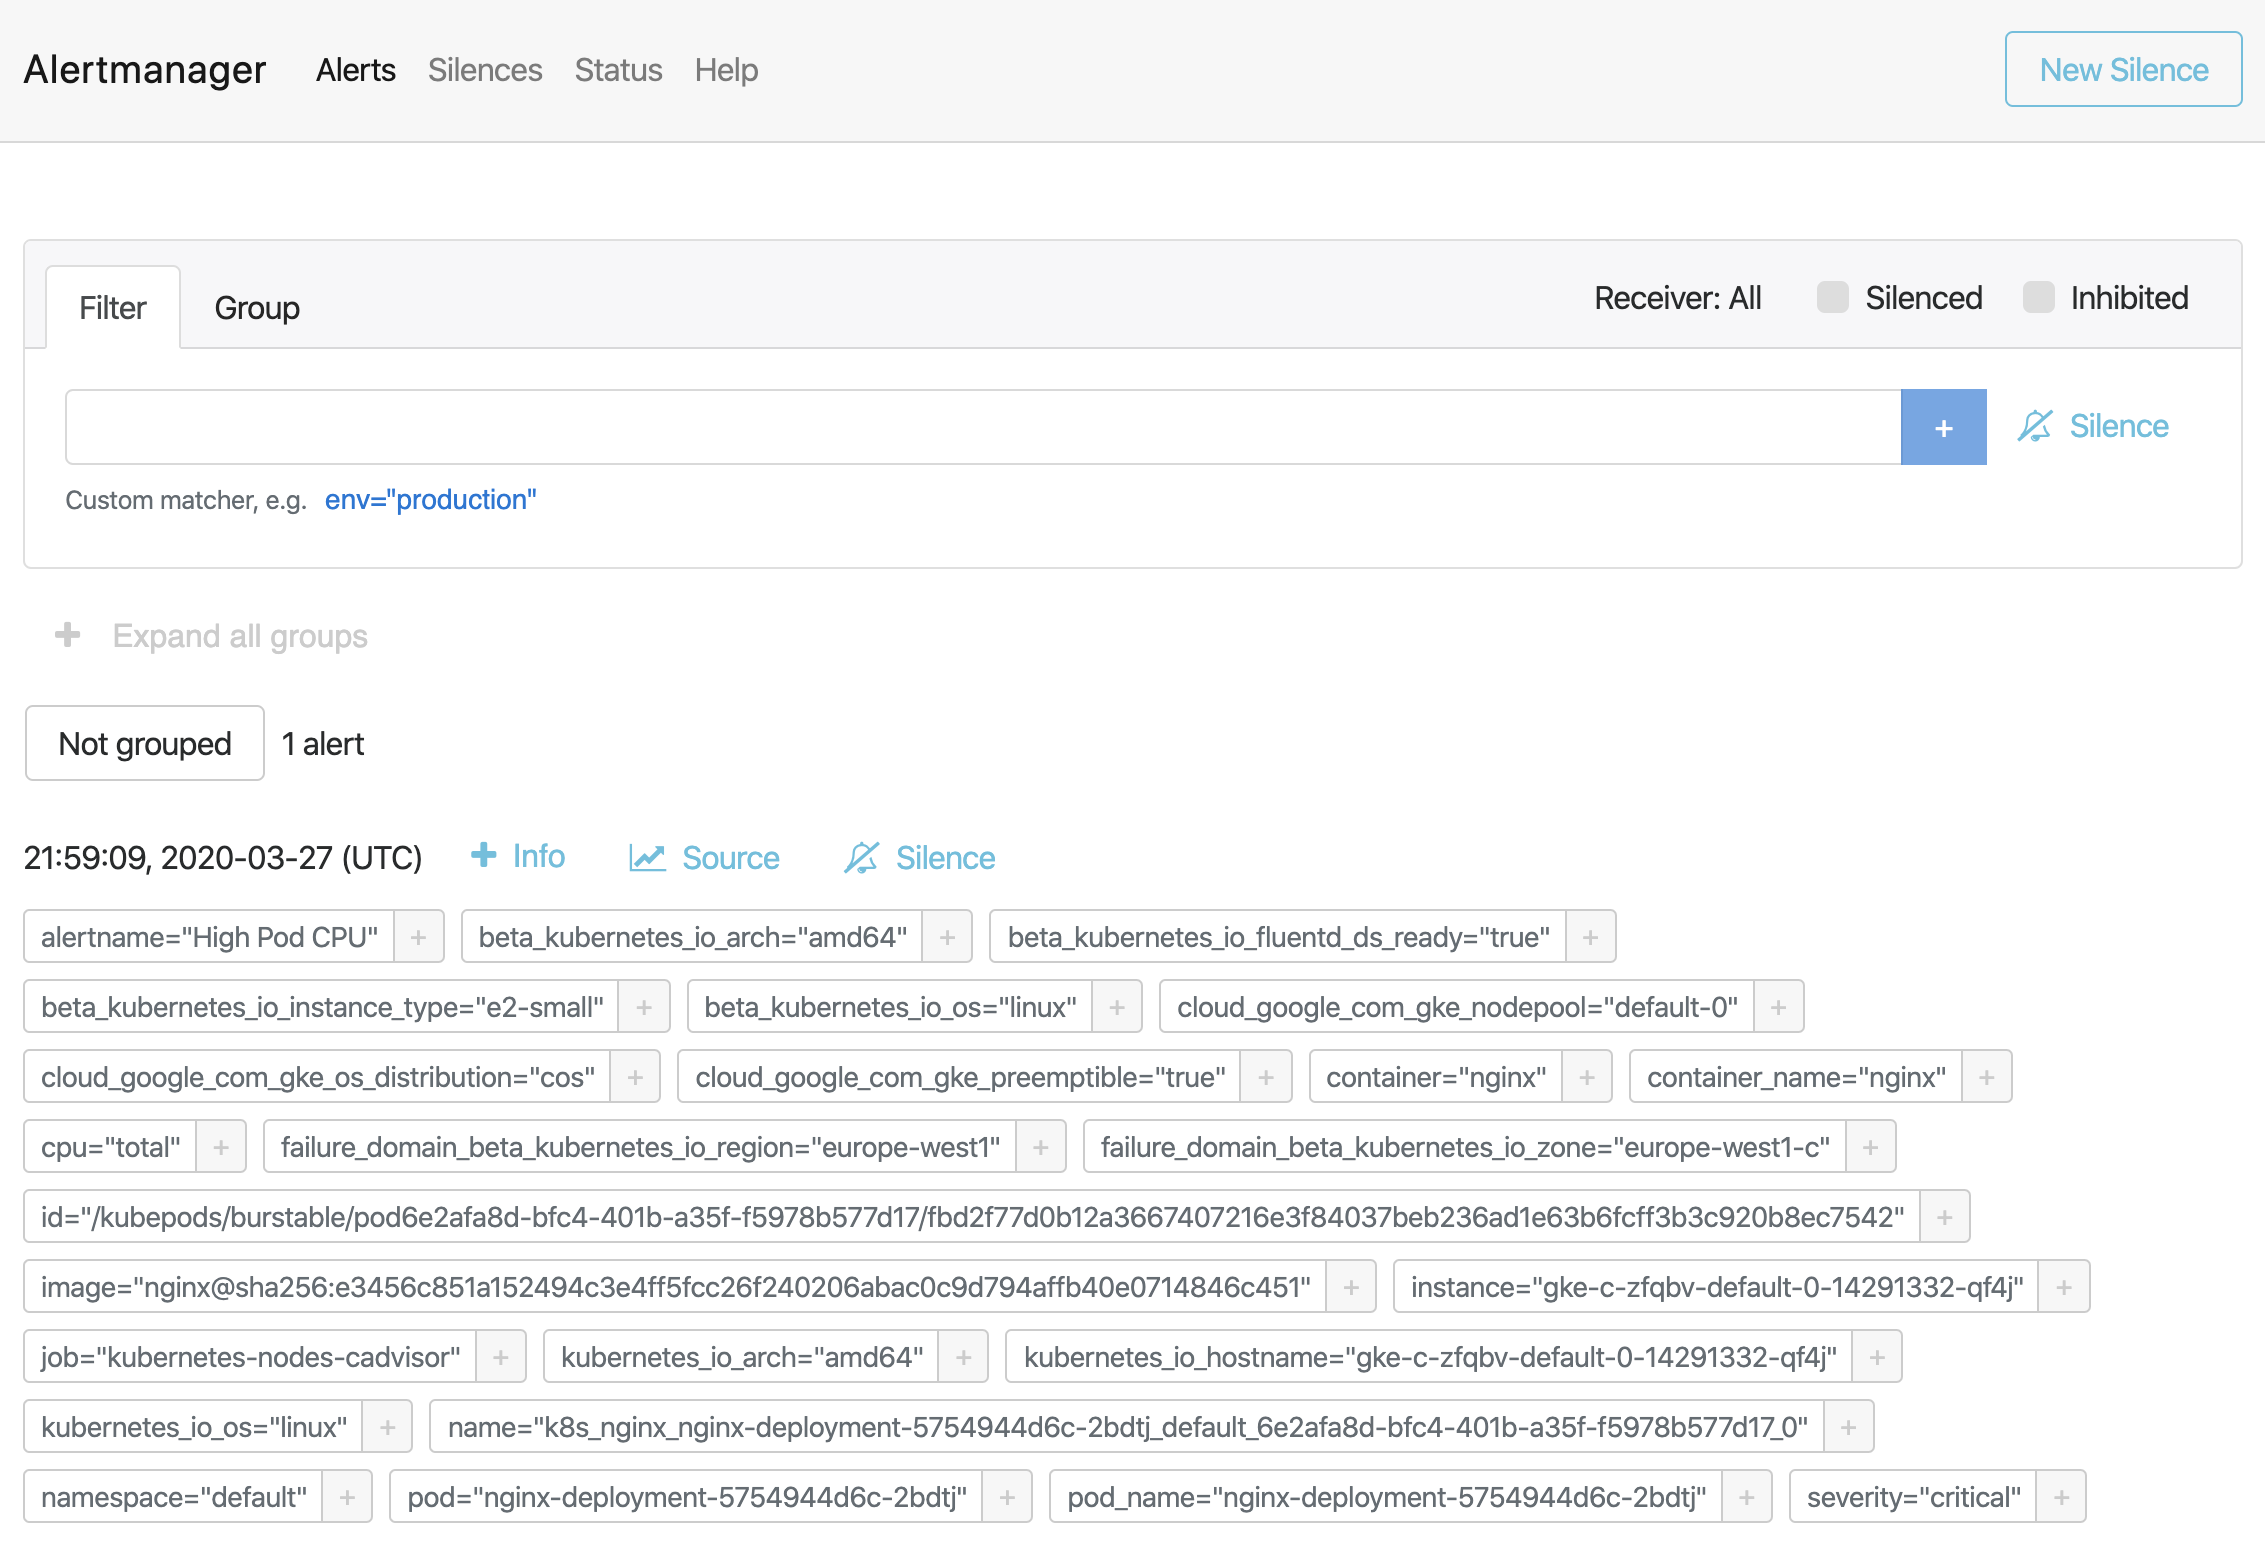 Alertmanager Alerts Silences Status Help New Silence
Filter Group Receiver: All Silenced Inhibited
+ Silence
Custom matcher, e.g. env="production"
+ Expand all groups
Not grouped 1 alert
21:59:09, 2020-03-27 (UTC) + Info Source Silence
alertname="High Pod CPU" + beta_kubernetes_io_arch="amd64" + beta_kubernetes_io_fluentd_ds_ready="true" +
beta_kubernetes_io_instance_type="e2-small" + beta_kubernetes_io_os="linux" + cloud_google_com_gke_nodepool="default-0" +
cloud_google_com_gke_os_distribution="cos" + cloud_google_com_gke_preemptible="true" + container="nginx" + container_name="nginx" +
cpu="total" + failure_domain_beta_kubernetes_io_region="europe-west1" + failure_domain_beta_kubernetes_io_zone="europe-west1-c" +
id="/kubepods/burstable/pod6e2afa8d-bfc4-401b-a35f-f5978b577d17/fbd2f77d0b12a3667407216e3f84037beb236ad1e63b6fcff3b3c920b8ec7542" +
image="nginx@sha256:e3456c851a152494c3e4ff5fcc26f240206abac0c9d794affb40e0714846c451" + instance="gke-c-zfqbv-default-0-14291332-qf4j" +
job="kubernetes-nodes-cadvisor" + kubernetes_io_arch="amd64" + kubernetes_io_hostname="gke-c-zfqbv-default-0-14291332-qf4j" +
kubernetes_io_os="linux" + name="k8s_nginx_nginx-deployment-5754944d6c-2bdtj_default_6e2afa8d-bfc4-401b-a35f-f5978b577d17_0" +
namespace="default" + pod="nginx-deployment-5754944d6c-2bdtj" + pod_name="nginx-deployment-5754944d6c-2bdtj" + severity="critical" +